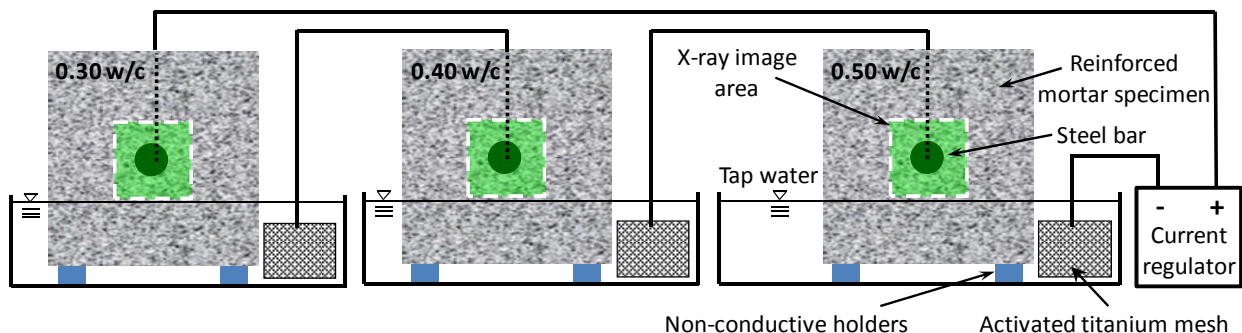 0.30 w/c
0.40 w/c
0.50 w/c
X-ray image
area
Reinforced
mortar specimen
Steel bar
Tap water
- +
Current
regulator
Non-conductive holders
Activated titanium mesh